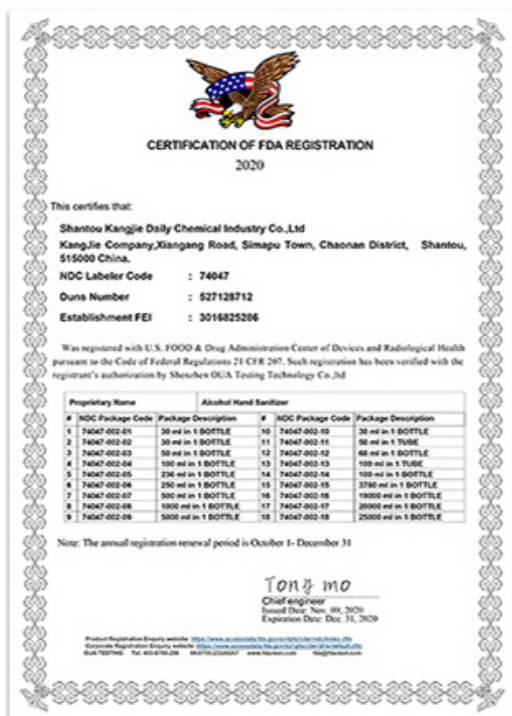 CERTIFICATION OF FDA REGISTRATION
2020
This certifies that:
Shantou Kangjie Daily Chemical Industry Co.,Ltd
KangJie Company,Xiangang Road, Simapu Town, Chaonan District, Shantou,
515000 China.
NDC Labeler Code : 74047
Duns Number : 527128712
Establishment FEI : 3016825286
Was registered with U.S. FOOD & Drug Administration Center of Devices and Radiological Health
pursuant to the Code of Federal Regulations 21 CFR 207. Such registration has been verified with the
registrant's authorization by Shenzhen OUA Testing Technology Co.,ltd
Proprietary Name Alcohol Hand Sanitizer
# NDC Package Code Package Description # NDC Package Code Package Description
1 74047-002-01 30 ml in 1 BOTTLE 10 74047-002-10 30 ml in 1 BOTTLE
2 74047-002-02 30 ml in 1 BOTTLE 11 74047-002-11 50 ml in 1 TUBE
3 74047-002-03 50 ml in 1 BOTTLE 12 74047-002-12 60 ml in 1 BOTTLE
4 74047-002-04 100 ml in 1 BOTTLE 13 74047-002-13 100 ml in 1 TUBE
5 74047-002-05 236 ml in 1 BOTTLE 14 74047-002-14 100 ml in 1 BOTTLE
6 74047-002-06 250 ml in 1 BOTTLE 15 74047-002-15 3780 ml in 1 BOTTLE
7 74047-002-07 500 ml in 1 BOTTLE 16 74047-002-16 19000 ml in 1 BOTTLE
8 74047-002-08 1000 ml in 1 BOTTLE 17 74047-002-17 20000 ml in 1 BOTTLE
9 74047-002-09 5000 ml in 1 BOTTLE 18 74047-002-18 25000 ml in 1 BOTTLE
Note: The annual registration renewal period is October 1- December 31
Tong mo
Chief engineer
Issued Date: Nov. 09, 2020
Expiration Date: Dec. 31, 2020
Product Registration Enquiry website:
Corporate Registration Enquiry website:
OUA TESTING Tel: